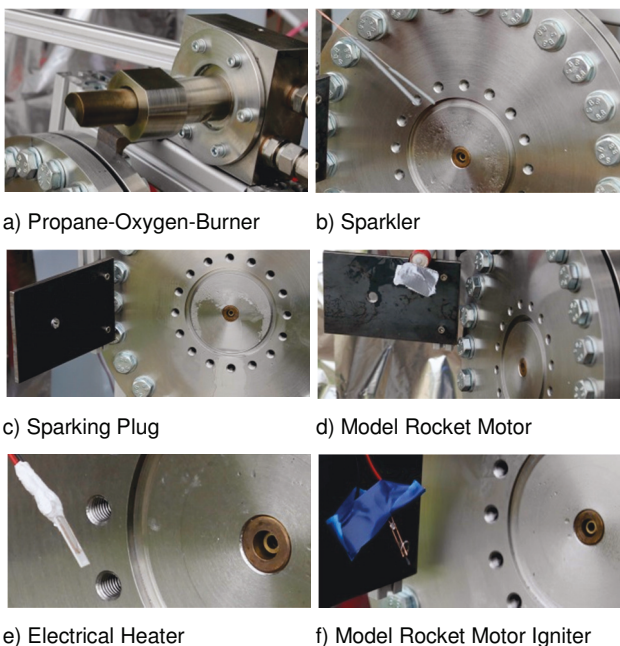 a) Propane-Oxygen-Burner
b) Sparkler
c) Sparking Plug
d) Model Rocket Motor
e) Electrical Heater
f) Model Rocket Motor Igniter